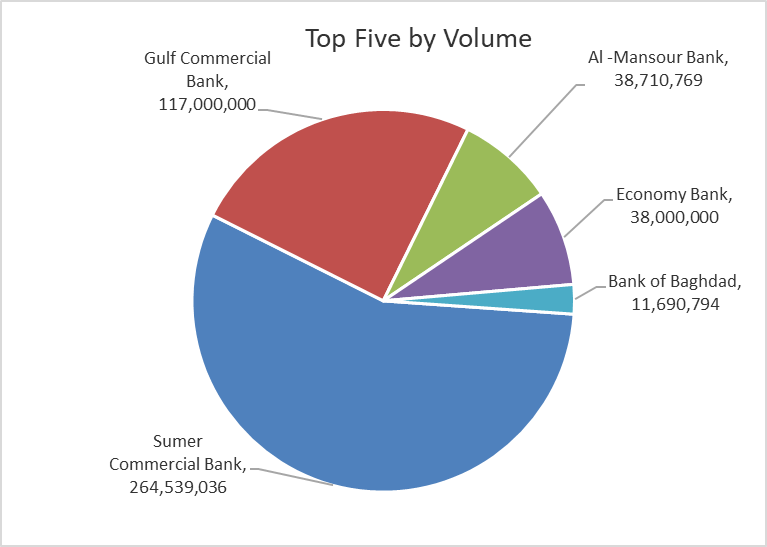 Top Five by Volume
Gulf Commercial
Bank,
117,000,000
Al -Mansour Bank,
38,710,769
Economy Bank,
38,000,000
Bank of Baghdad,
11,690,794
Sumer
Commercial Bank,
264,539,036